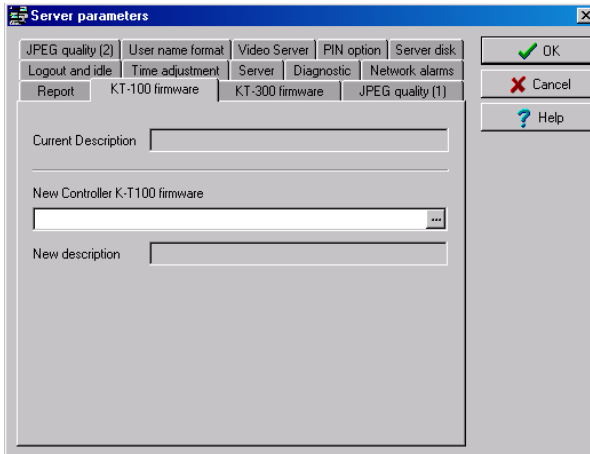 Server parameters
JPEG quality (2) User name format Video Server PIN option Server disk
Logout and idle Time adjustment Server Diagnostic Network alarms
Report KT-100 firmware KT-300 firmware JPEG quality (1)
OK
Cancel
Help
Current Description
New Controller K-T100 firmware
...
New description